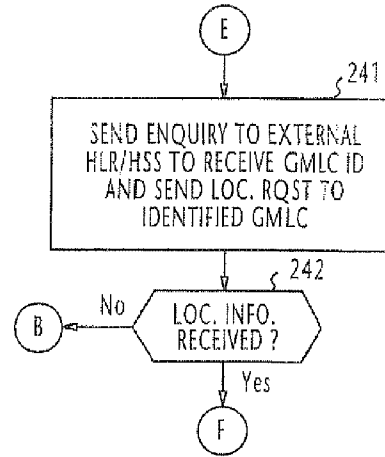 E
241
SEND ENQUIRY TO EXTERNAL
HLR/HSS TO RECEIVE GMLC ID
AND SEND LOC. RQST TO
IDENTIFIED GMLC
242
No
B
LOC. INFO.
RECEIVED ?
Yes
F